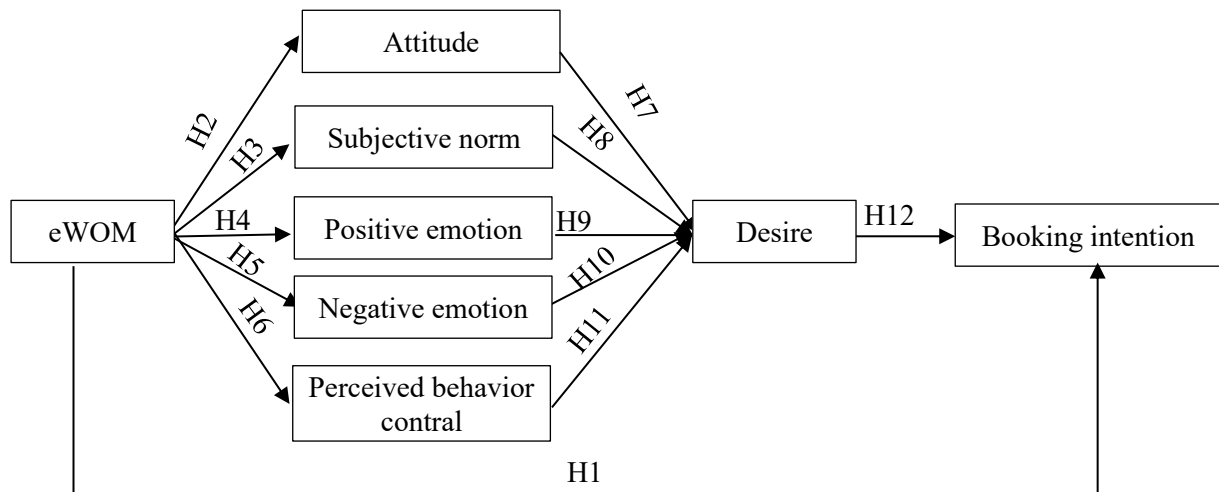 Attitude
H7
H2
Subjective norm
H8
H3
eWOM
H4
Positive emotion
H9
Desire
H12
Booking intention
H5
Negative emotion
H10
H6
H11
Perceived behavior
contral
H1